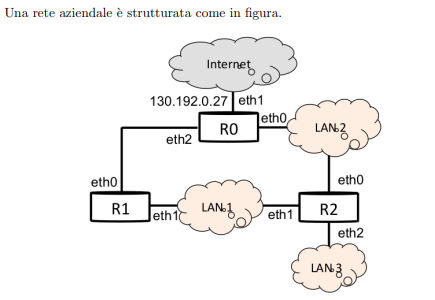 Una rete aziendale è strutturata come in figura.
Internet
130.192.0.27 eth1
R0 eth0
LAN 2
eth2
eth0
eth0
R1 eth1
LAN 1
eth1 R2
eth2
LAN 3